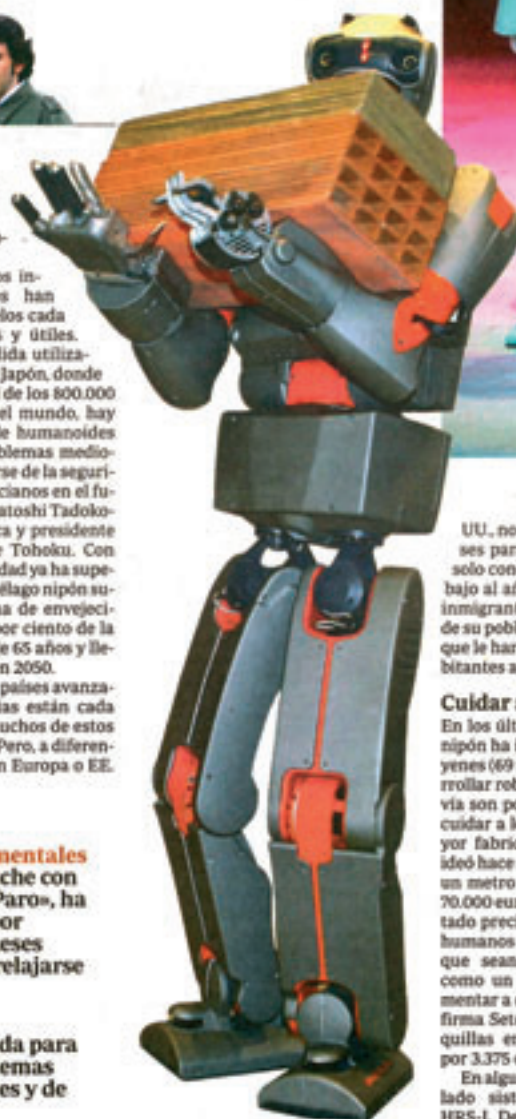 os in-
s han
elos cada
s y útiles.
dida utiliza-
Japón, donde
l de los 800.000
el mundo, hay
de humanoides
blemas medio-
rse de la seguri-
cianos en el fu-
atoshi Tadoko-
ca y presidente
e Tohoku. Con
dad ya ha supe-
élago nipón su-
na de envejeci-
por ciento de la
e 65 años y lle-
n 2050.
países avanza-
ias están cada
uchos de estos
Pero, a diferen-
n Europa o EE.
mentales
che con
Paro», ha
or
eses
relajarse
da para
emas
es y de
UU., no
ses par
solo con
bajo al añ
inmigrant
de su pobl
que le han
bitantes a
Cuidar a
En los últ
nipón ha i
yenes (69
rrollar rob
vía son po
cuidar a l
yor fabric
ideó hace
un metro
70.000 eur
tado preci
humanos
que sean
como un
mentar a
firma Set
quillas e
por 3.375
En algu
lado sist